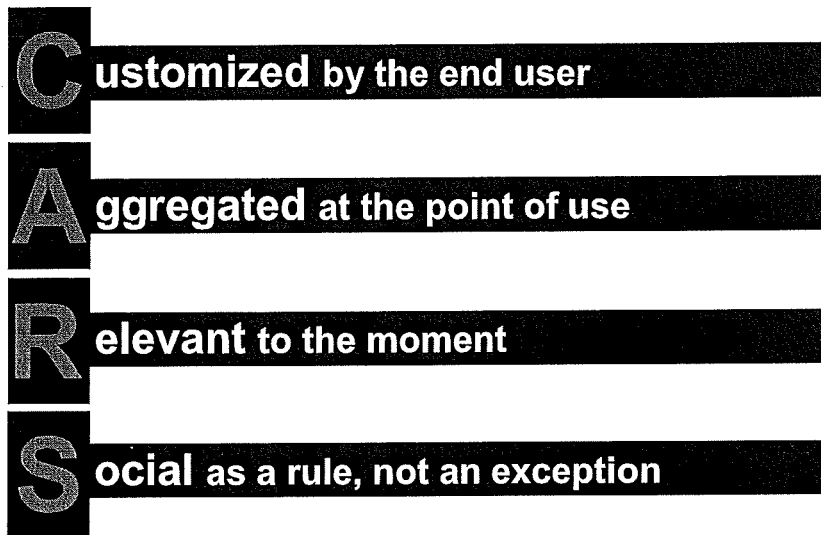 Customized by the end user
Aggregated at the point of use
Relevant to the moment
Social as a rule, not an exception